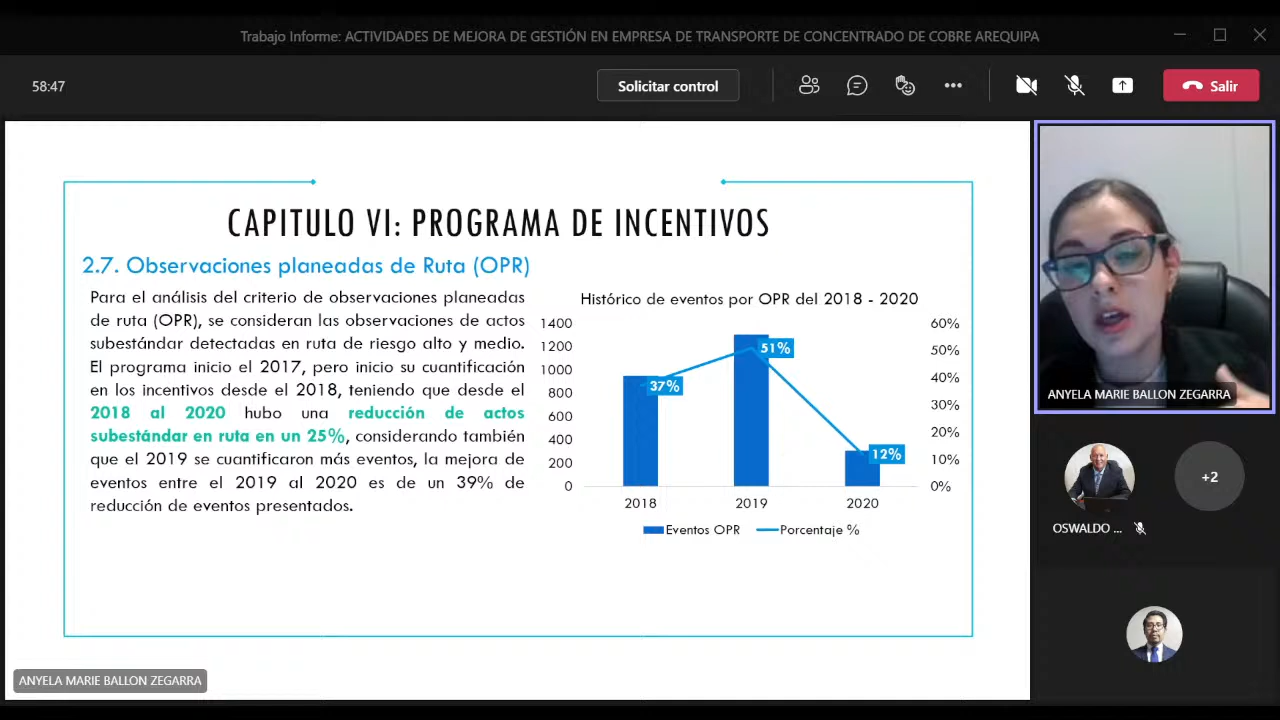 Trabajo Informe: ACTIVIDADES DE MEJORA DE GESTIÓN EN EMPRESA DE TRANSPORTE DE CONCENTRADO DE COBRE AREQUIPA
58:47
Solicitar control
Salir
CAPITULO VI: PROGRAMA DE INCENTIVOS
2.7. Observaciones planeadas de Ruta (OPR)
Para el análisis del criterio de observaciones planeadas
de ruta (OPR), se consideran las observaciones de actos
subestándar detectadas en ruta de riesgo alto y medio.
El programa inicio el 2017, pero inicio su cuantificación
en los incentivos desde el 2018, teniendo que desde el
2018 al 2020 hubo una reducción de actos
subestándar en ruta en un 25%, considerando también
que el 2019 se cuantificaron más eventos, la mejora de
eventos entre el 2019 al 2020 es de un 39% de
reducción de eventos presentados.
Histórico de eventos por OPR del 2018 - 2020
1400
1200
1000
800
600
400
200
0
37%
51%
12%
60%
50%
40%
30%
20%
10%
0%
2018 2019 2020
Eventos OPR Porcentaje %
ANYELA MARIE BALLON ZEGARRA
OSWALDO ...
+2
ANYELA MARIE BALLON ZEGARRA